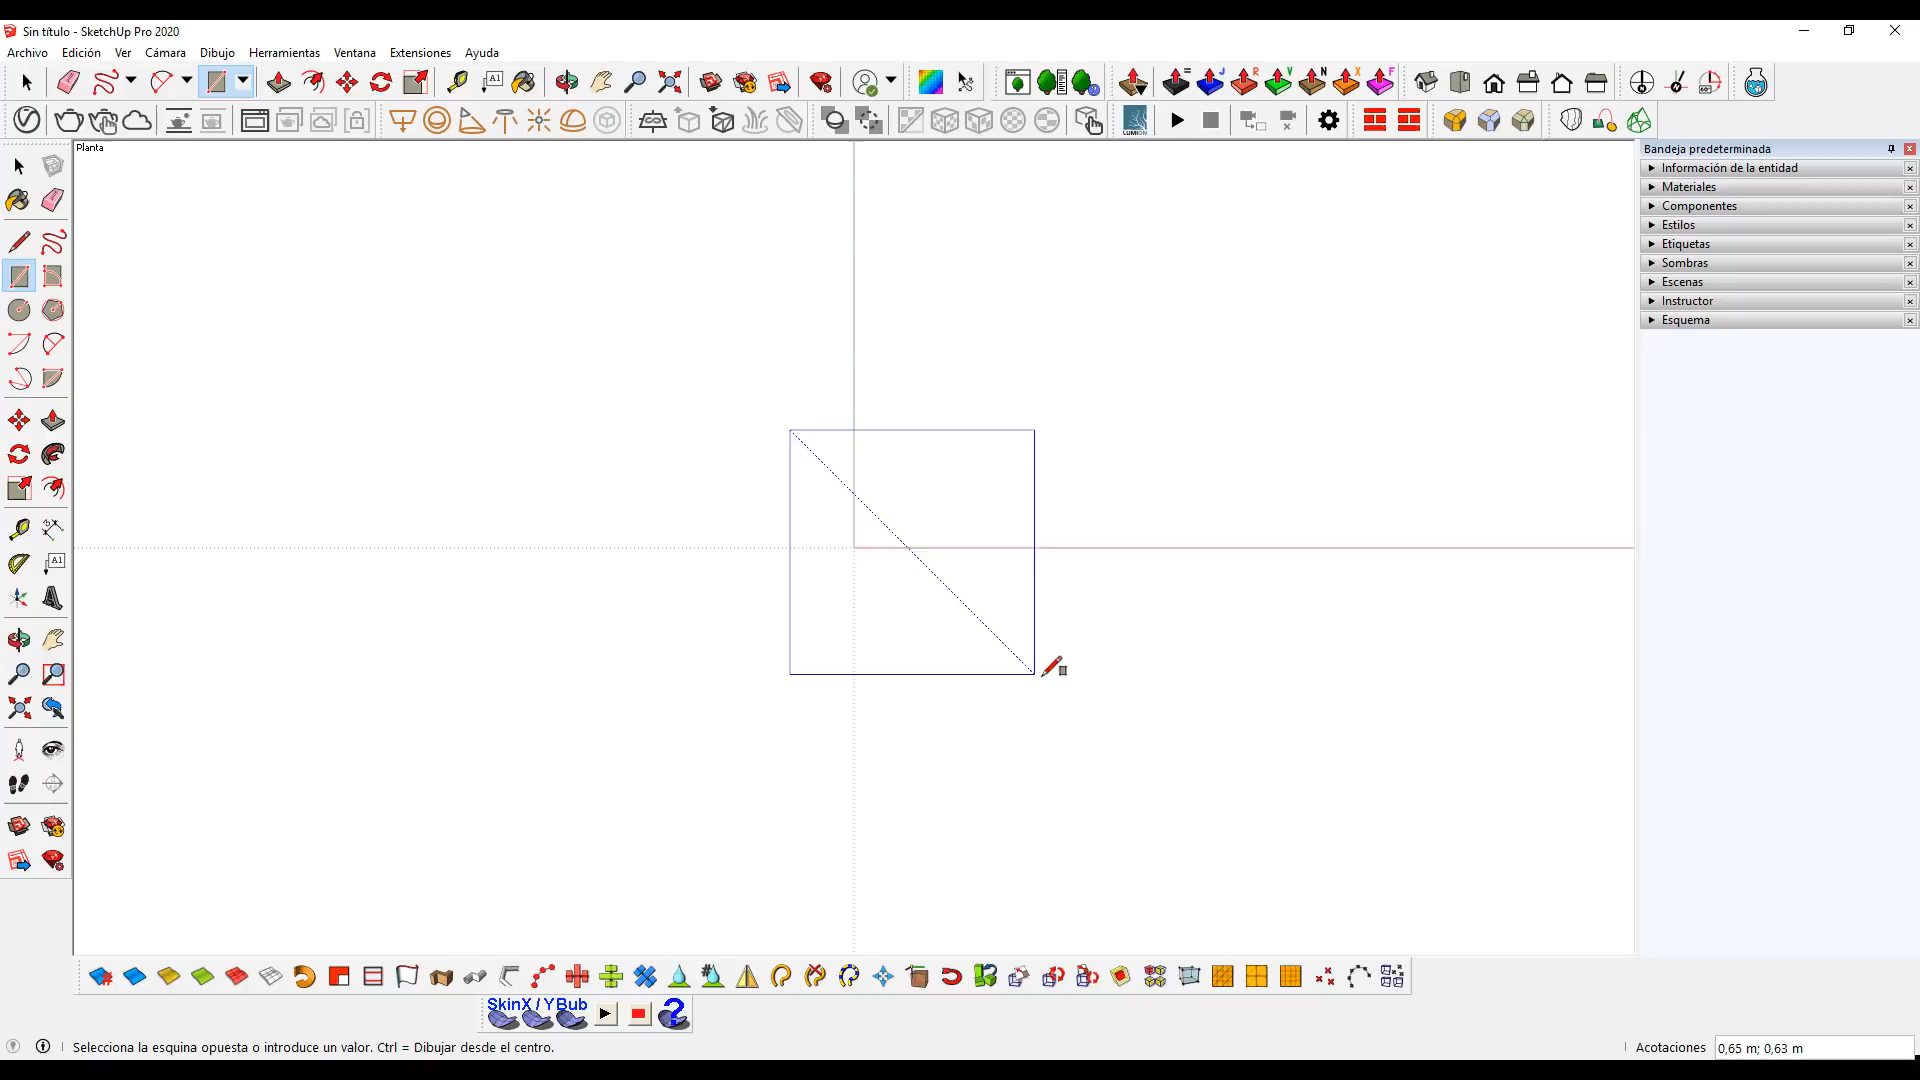 Sin título - SketchUp Pro 2020
Archivo Edición Ver Cámara Dibujo Herramientas Ventana Extensiones Ayuda
Planta
Bandeja predeterminada
Información de la entidad
Materiales
Componentes
Estilos
Etiquetas
Sombras
Escenas
Instructor
Esquema
SkinX / YBub
Selecciona la esquina opuesta o introduce un valor. Ctrl = Dibujar desde el centro.
Acotaciones 0,65 m; 0,63 m